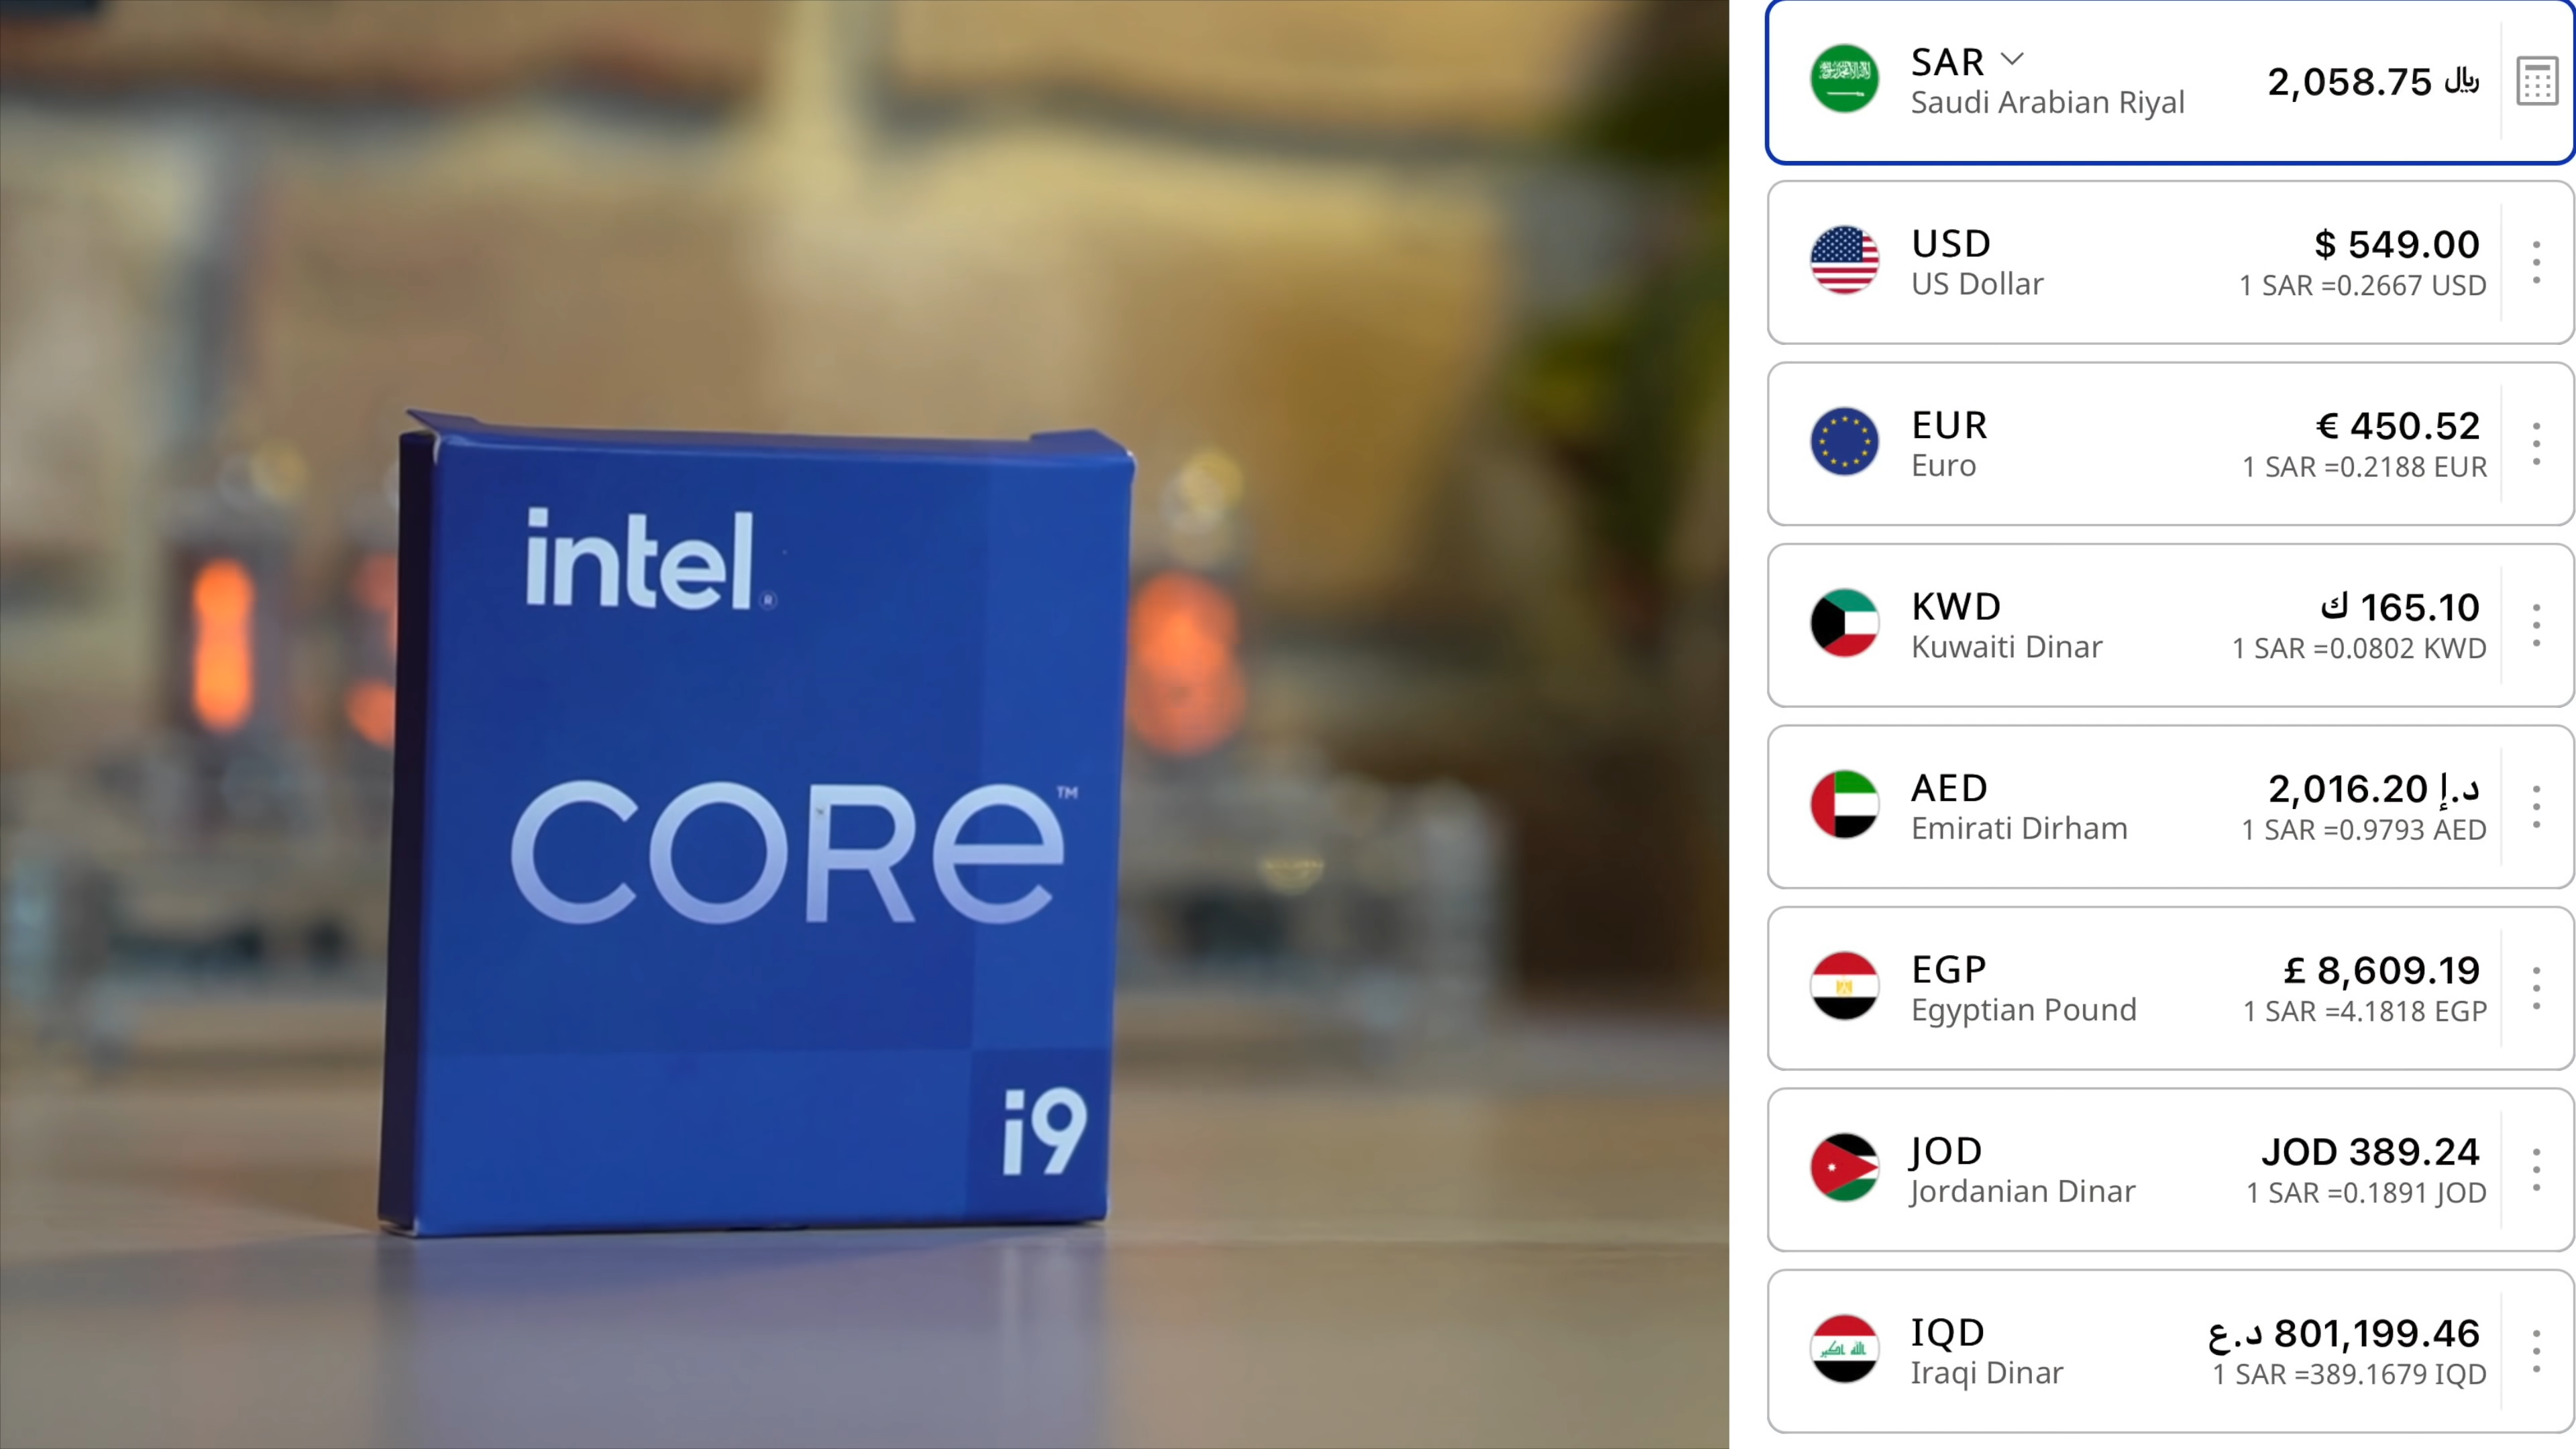 intel®
CORE™
i9
SAR
Saudi Arabian Riyal
2,058.75 ﷼
USD
US Dollar
$ 549.00
1 SAR =0.2667 USD
EUR
Euro
€ 450.52
1 SAR =0.2188 EUR
KWD
Kuwaiti Dinar
ك 165.10
1 SAR =0.0802 KWD
AED
Emirati Dirham
2,016.20 د.إ
1 SAR =0.9793 AED
EGP
Egyptian Pound
£ 8,609.19
1 SAR =4.1818 EGP
JOD
Jordanian Dinar
JOD 389.24
1 SAR =0.1891 JOD
IQD
Iraqi Dinar
د.ع 801,199.46
1 SAR =389.1679 IQD